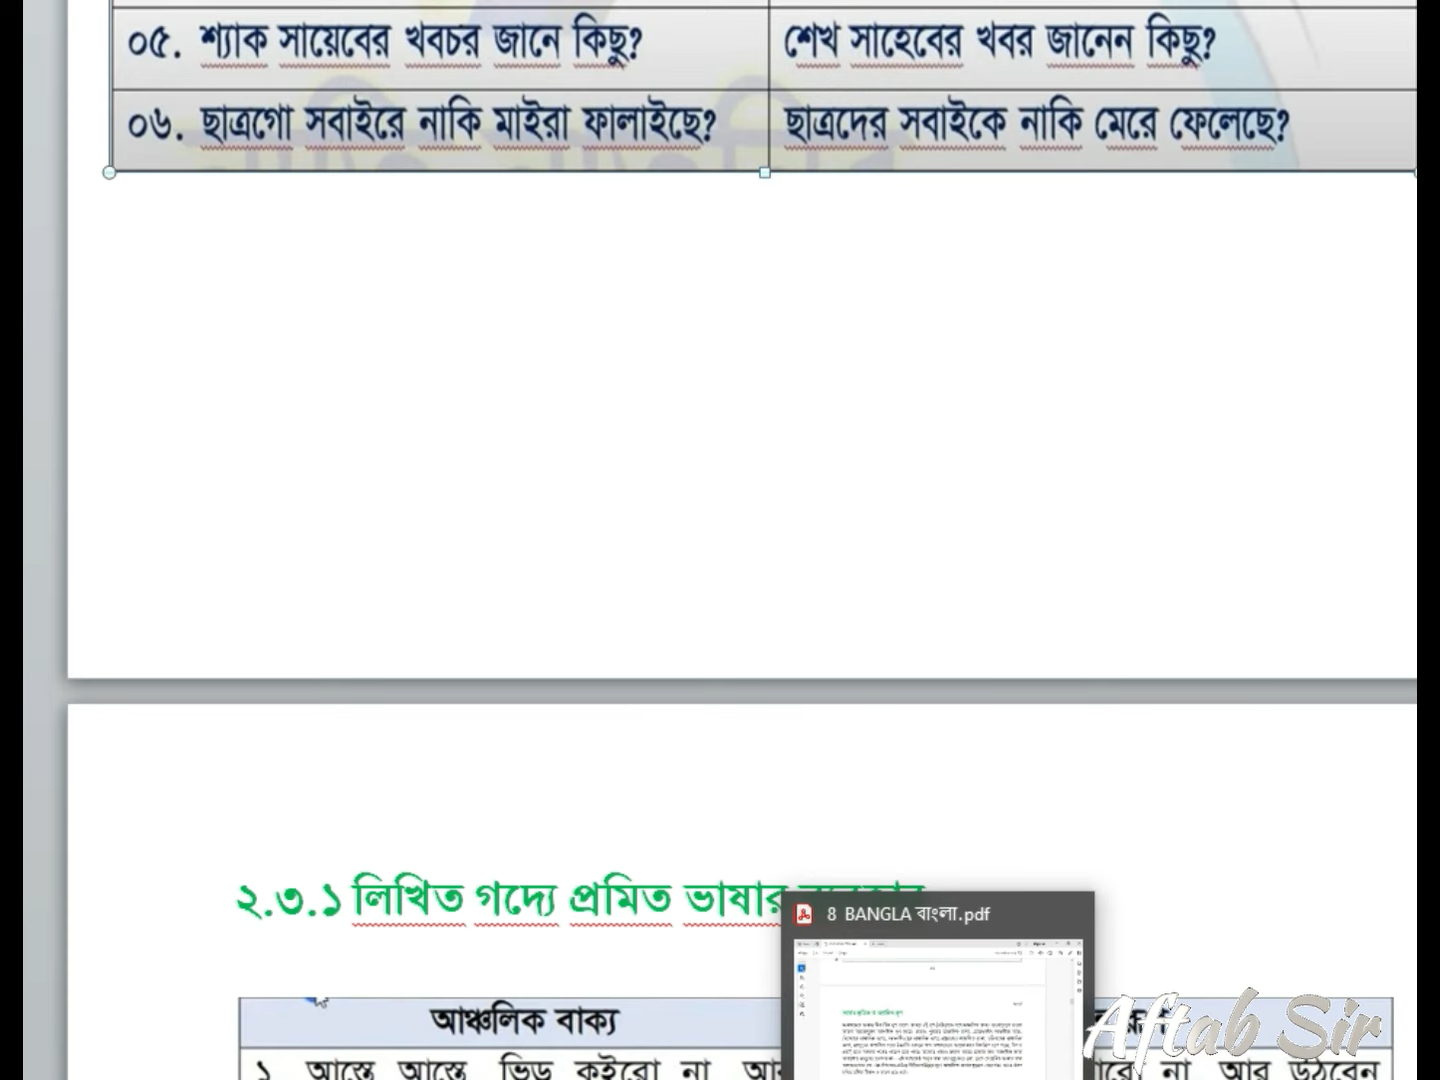 ০৫. শ্যাক সায়েবের খবচর জানে কিছু?
শেখ সাহেবের খবর জানেন কিছু?
০৬. ছাত্রগো সবাইরে নাকি মাইরা ফালাইছে?
ছাত্রদের সবাইকে নাকি মেরে ফেলেছে?
২.৩.১ লিখিত গদ্যে প্রমিত ভাষার
8 BANGLA বাংলা.pdf
আঞ্চলিক বাক্য
১ আস্তে আস্তে ভিড় কইরো না
না আর উঠবেন
Aftab Sir